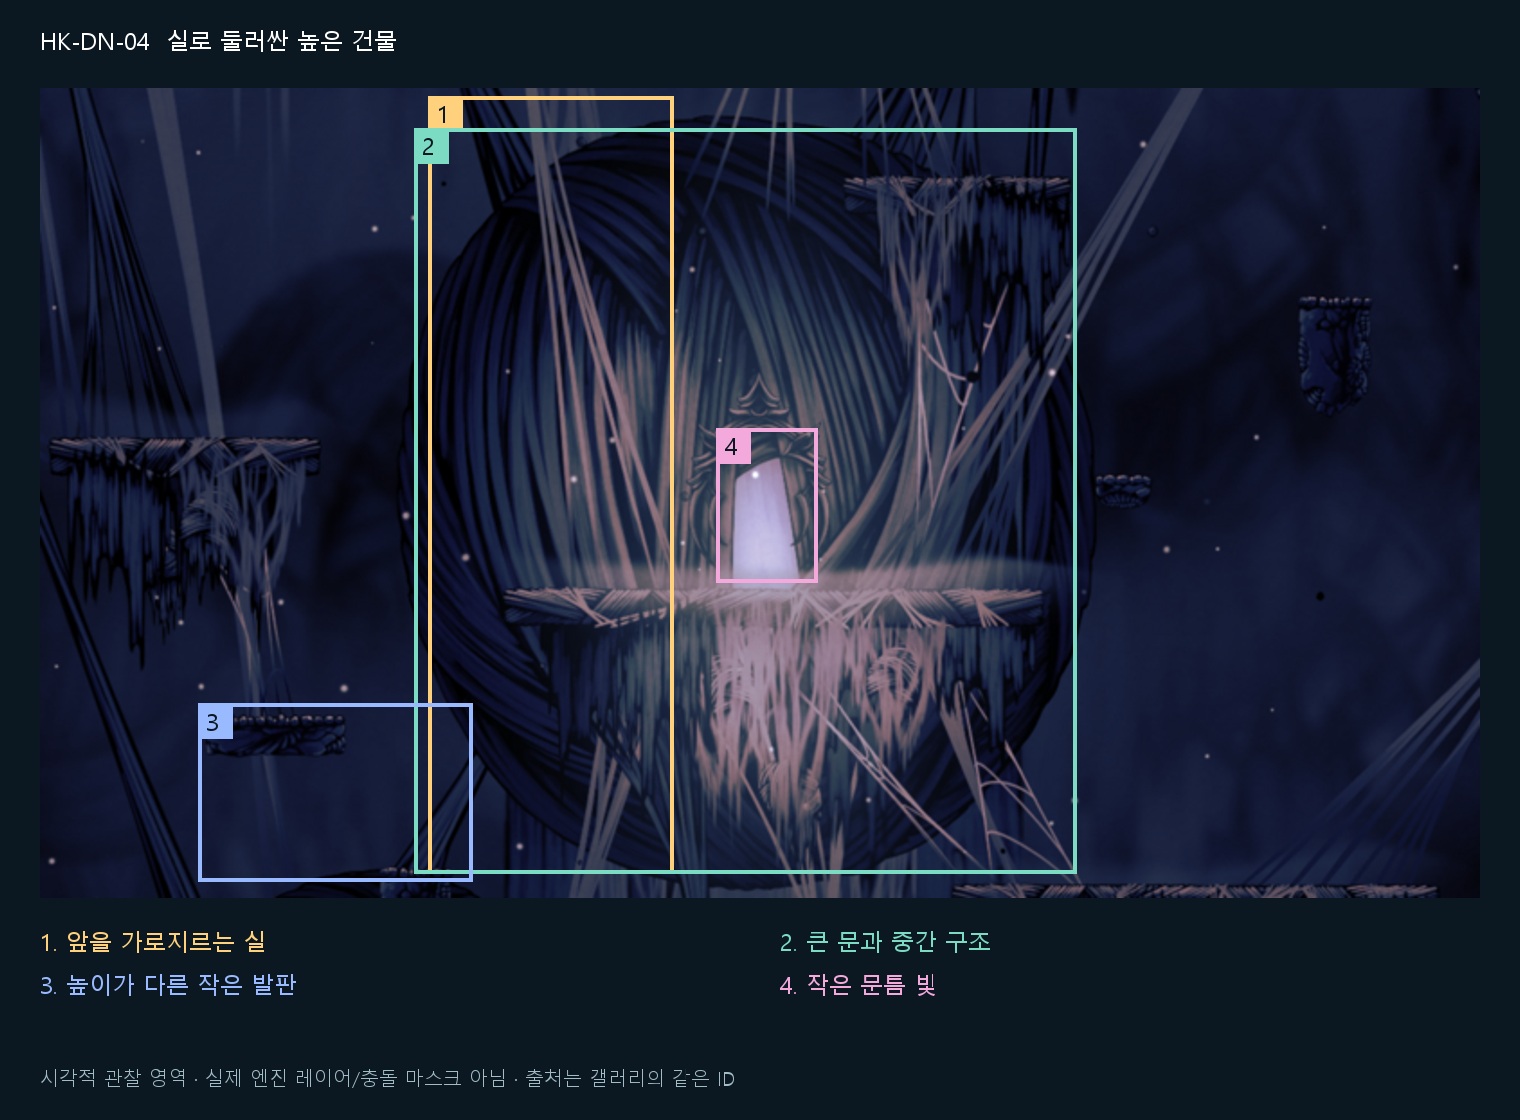 HK-DN-04 실로 둘러싼 높은 건물
1
2
4
3
1. 앞을 가로지르는 실
2. 큰 문과 중간 구조
3. 높이가 다른 작은 발판
4. 작은 문틈 빛
시각적 관찰 영역 · 실제 엔진 레이어/충돌 마스크 아님 · 출처는 갤러리의 같은 ID